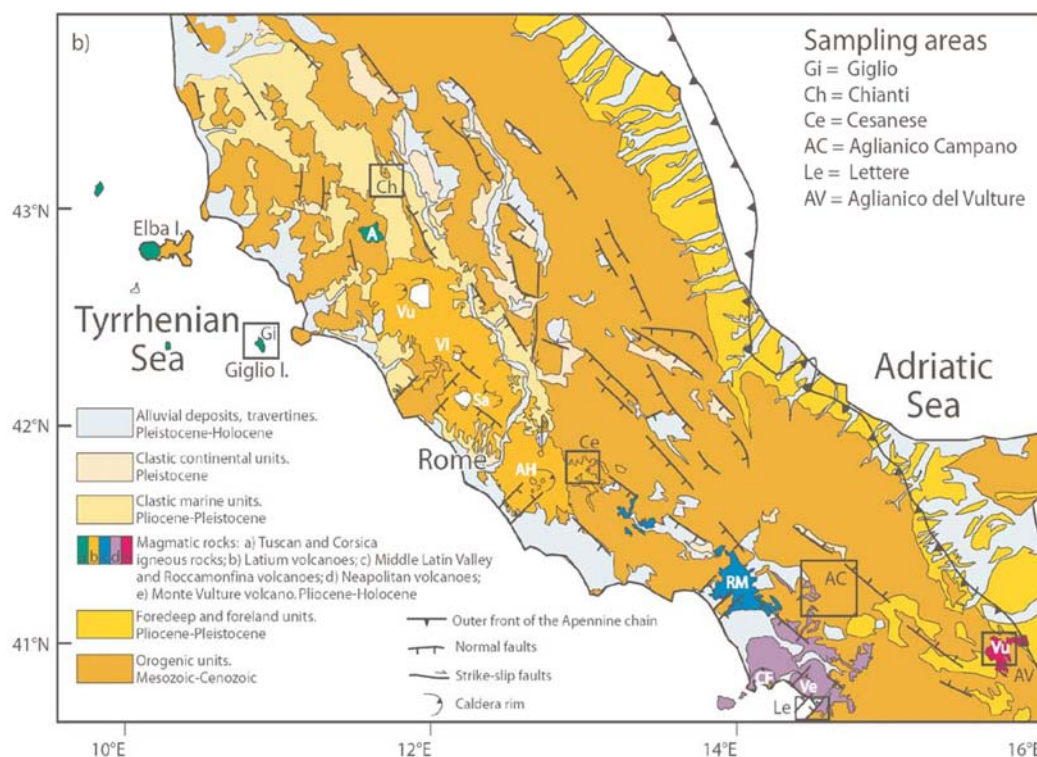 b)
Sampling areas
Gi = Giglio
Ch = Chianti
Ce = Cesanese
AC = Aglianico Campano
Le = Lettere
AV = Aglianico del Vulture
43°N
42°N
41°N
Ch
A
Elba I.
Vu
Tyrrhenian
Sea
Gi
Giglio I.
Vl
Sa
Adriatic
Sea
Rome
Ce
AH
RM
AC
Vu
AV
CF
Ve
Le
Alluvial deposits, travertines.
Pleistocene-Holocene
Clastic continental units.
Pleistocene
Clastic marine units.
Pliocene-Pleistocene
b d
Magmatic rocks: a) Tuscan and Corsica
igneous rocks; b) Latium volcanoes; c) Middle Latin Valley
and Roccamonfina volcanoes; d) Neapolitan volcanoes;
e) Monte Vulture volcano. Pliocene-Holocene
Foredeep and foreland units.
Pliocene-Pleistocene
Orogenic units.
Mesozoic-Cenozoic
Outer front of the Apennine chain
Normal faults
Strike-slip faults
Caldera rim
10°E 12°E 14°E 16°E